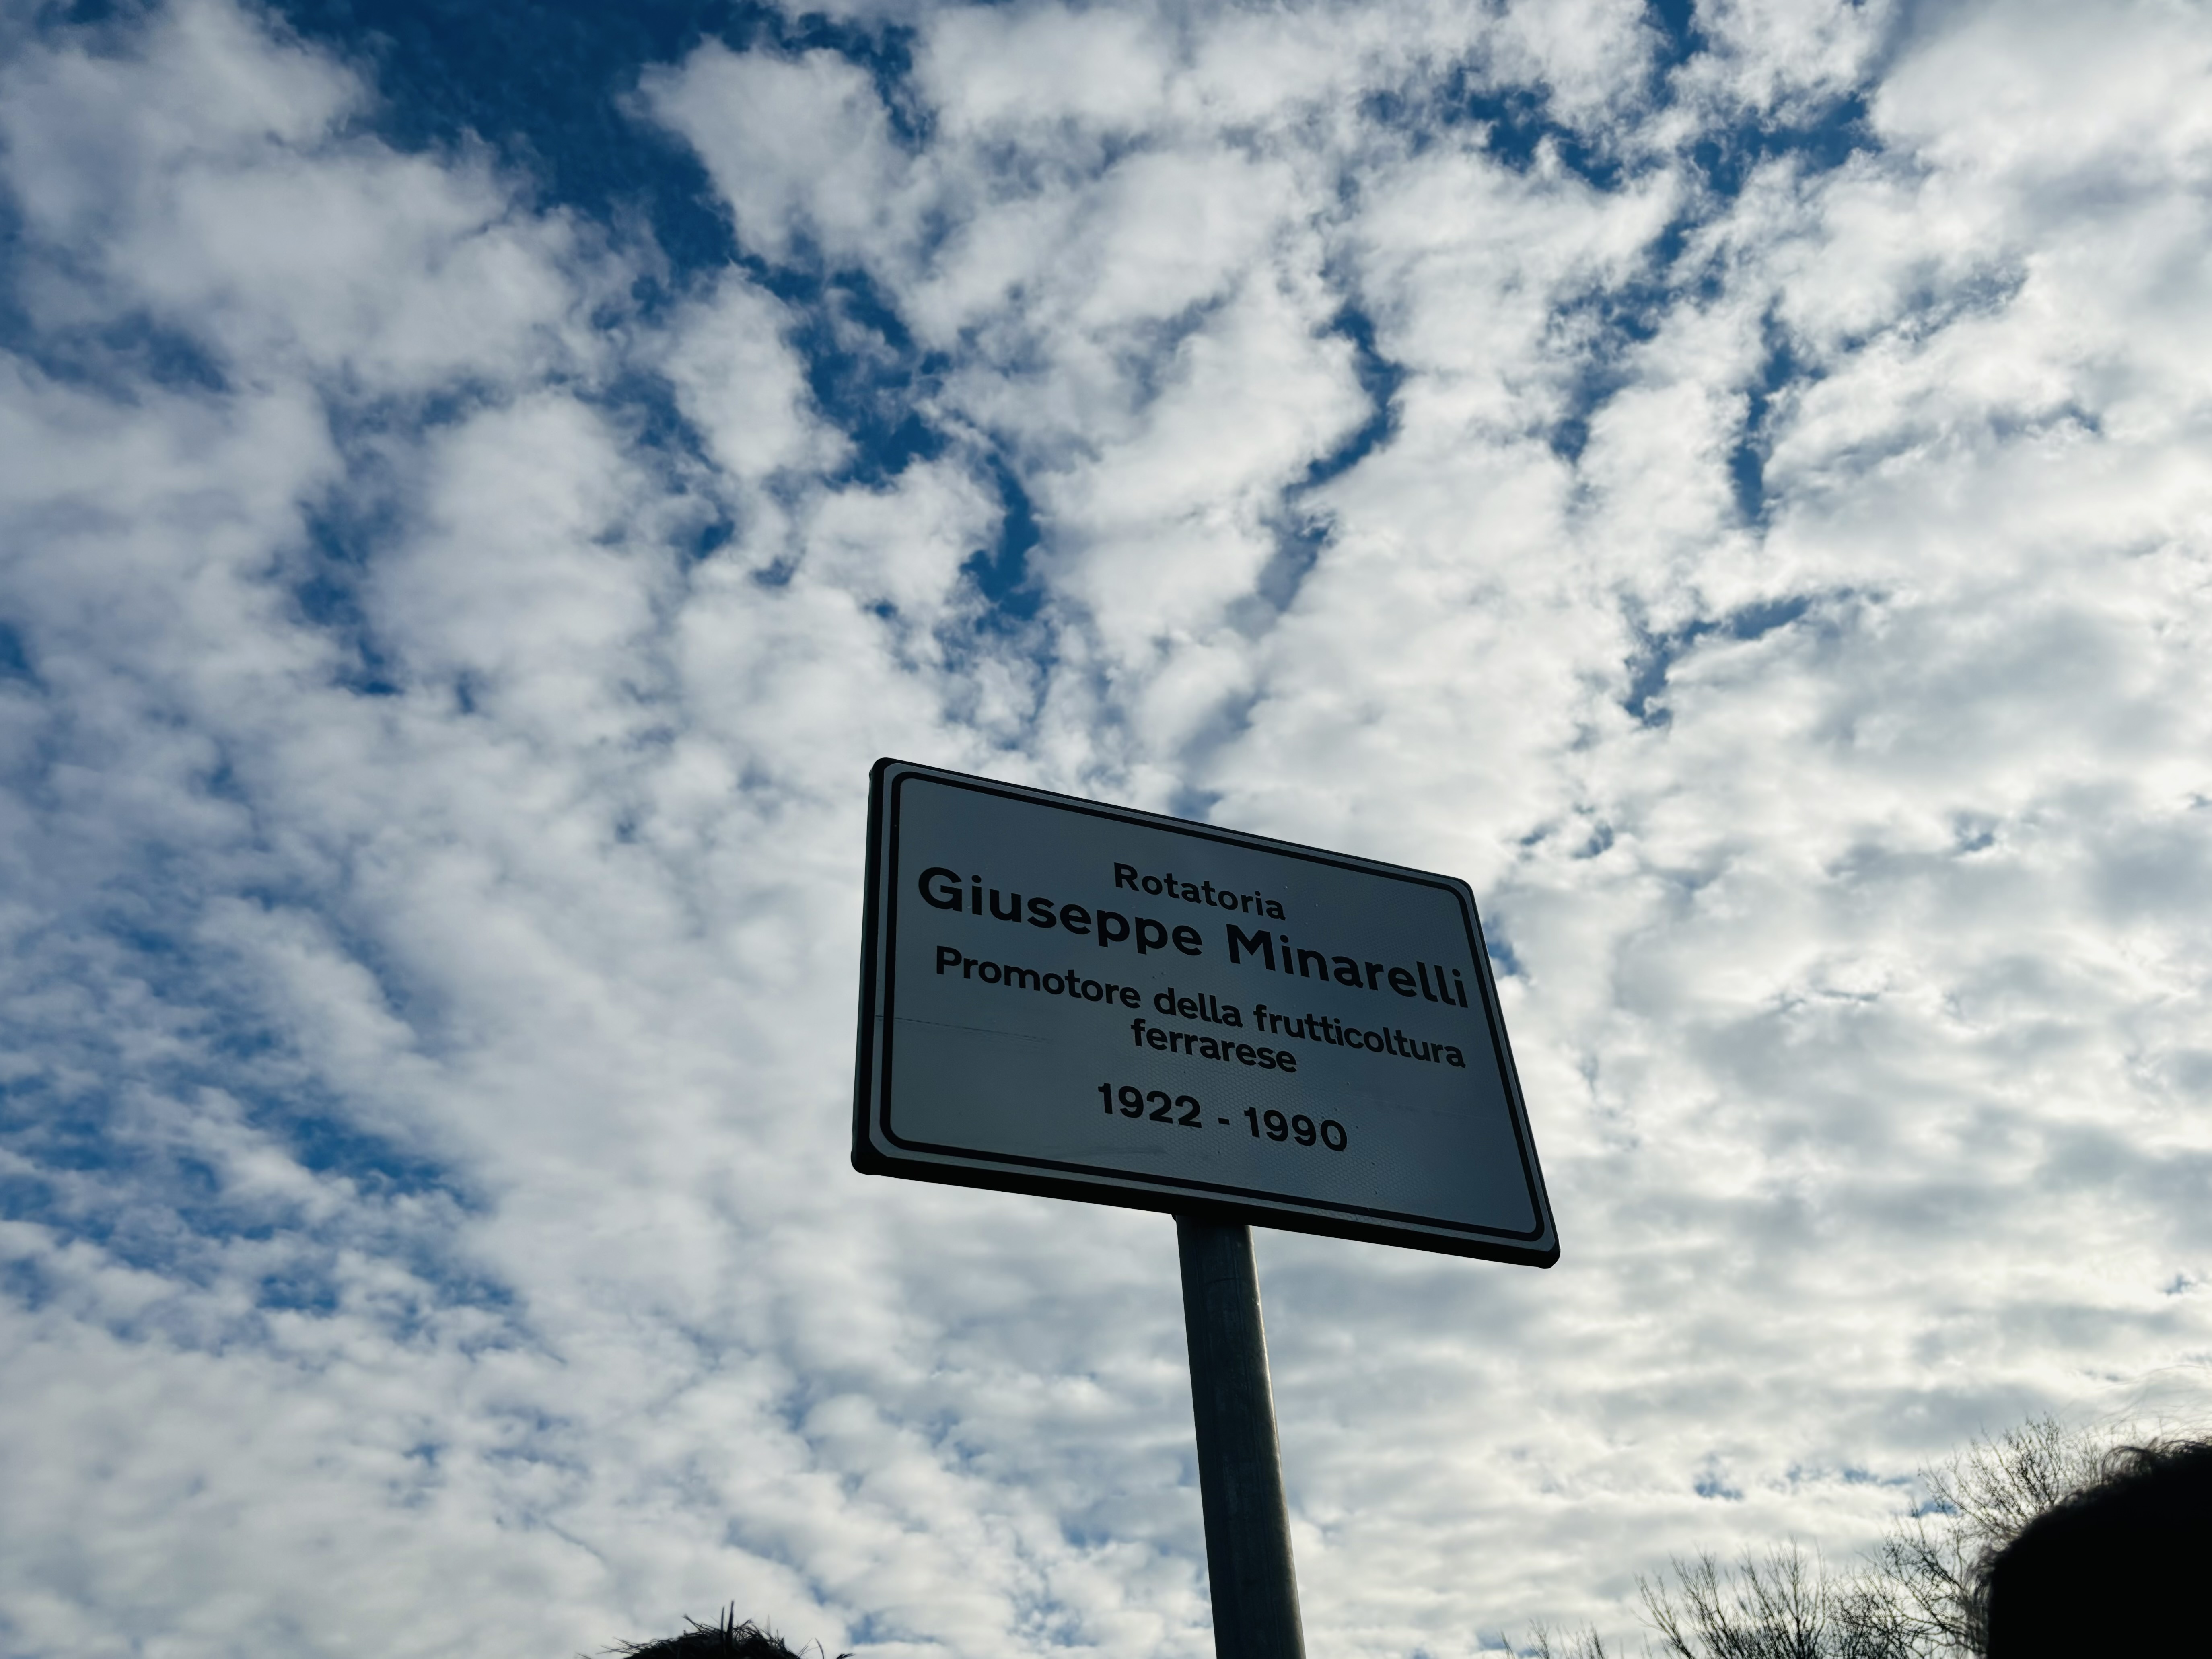 Rotatoria
Giuseppe Minarelli
Promotore della frutticoltura
ferrarese
1922 - 1990